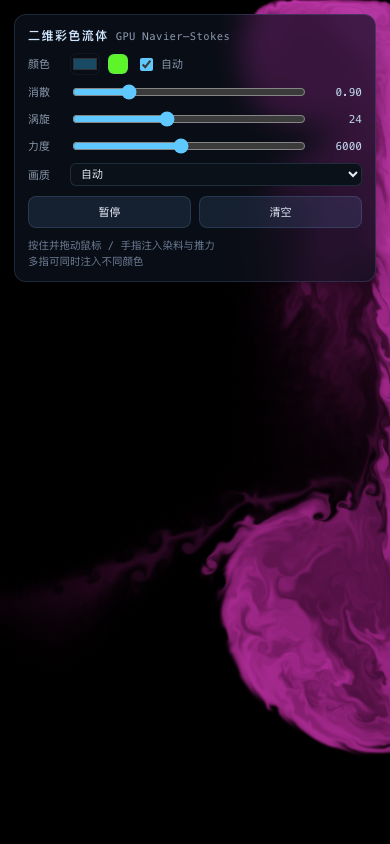 二维彩色流体 GPU Navier–Stokes
颜色 自动
消散 0.90
涡旋 24
力度 6000
画质 自动
暂停 清空
按住并拖动鼠标 / 手指注入染料与推力
多指可同时注入不同颜色